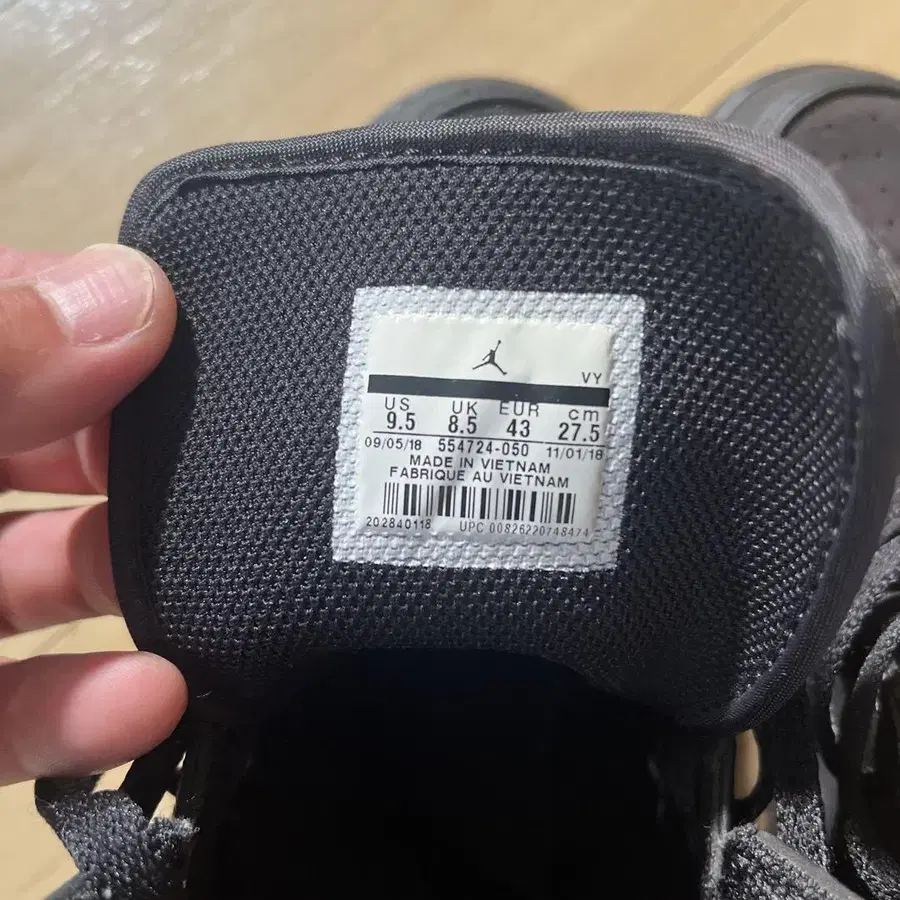 VY
US UK EUR cm
9.5 8.5 43 27.5
09/05/18 554724-050 11/01/18
MADE IN VIETNAM
FABRIQUE AU VIETNAM
202840118 UPC 00826220748474